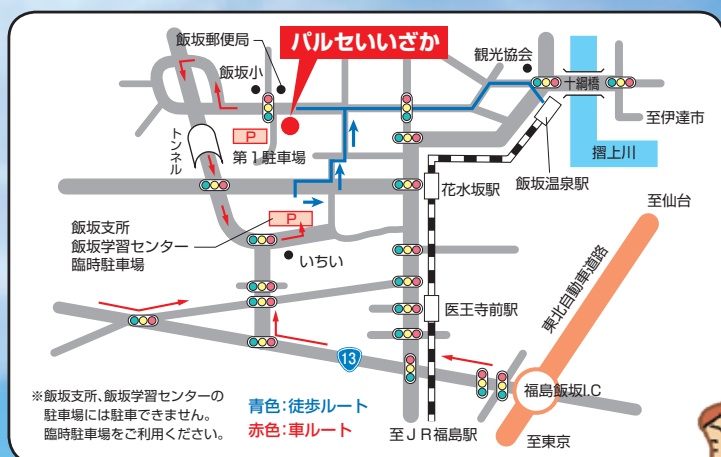 飯坂郵便局
パルセいいざか
飯坂小
観光協会
十綱橋
至伊達市
トンネル
P
第1駐車場
摺上川
飯坂温泉駅
花水坂駅
至仙台
P
飯坂支所
飯坂学習センター
臨時駐車場
いちい
東北自動車道路
医王寺前駅
13
福島飯坂I.C
※飯坂支所、飯坂学習センターの
駐車場には駐車できません。
臨時駐車場をご利用ください。
青色:徒歩ルート
赤色:車ルート
至JR福島駅
至東京